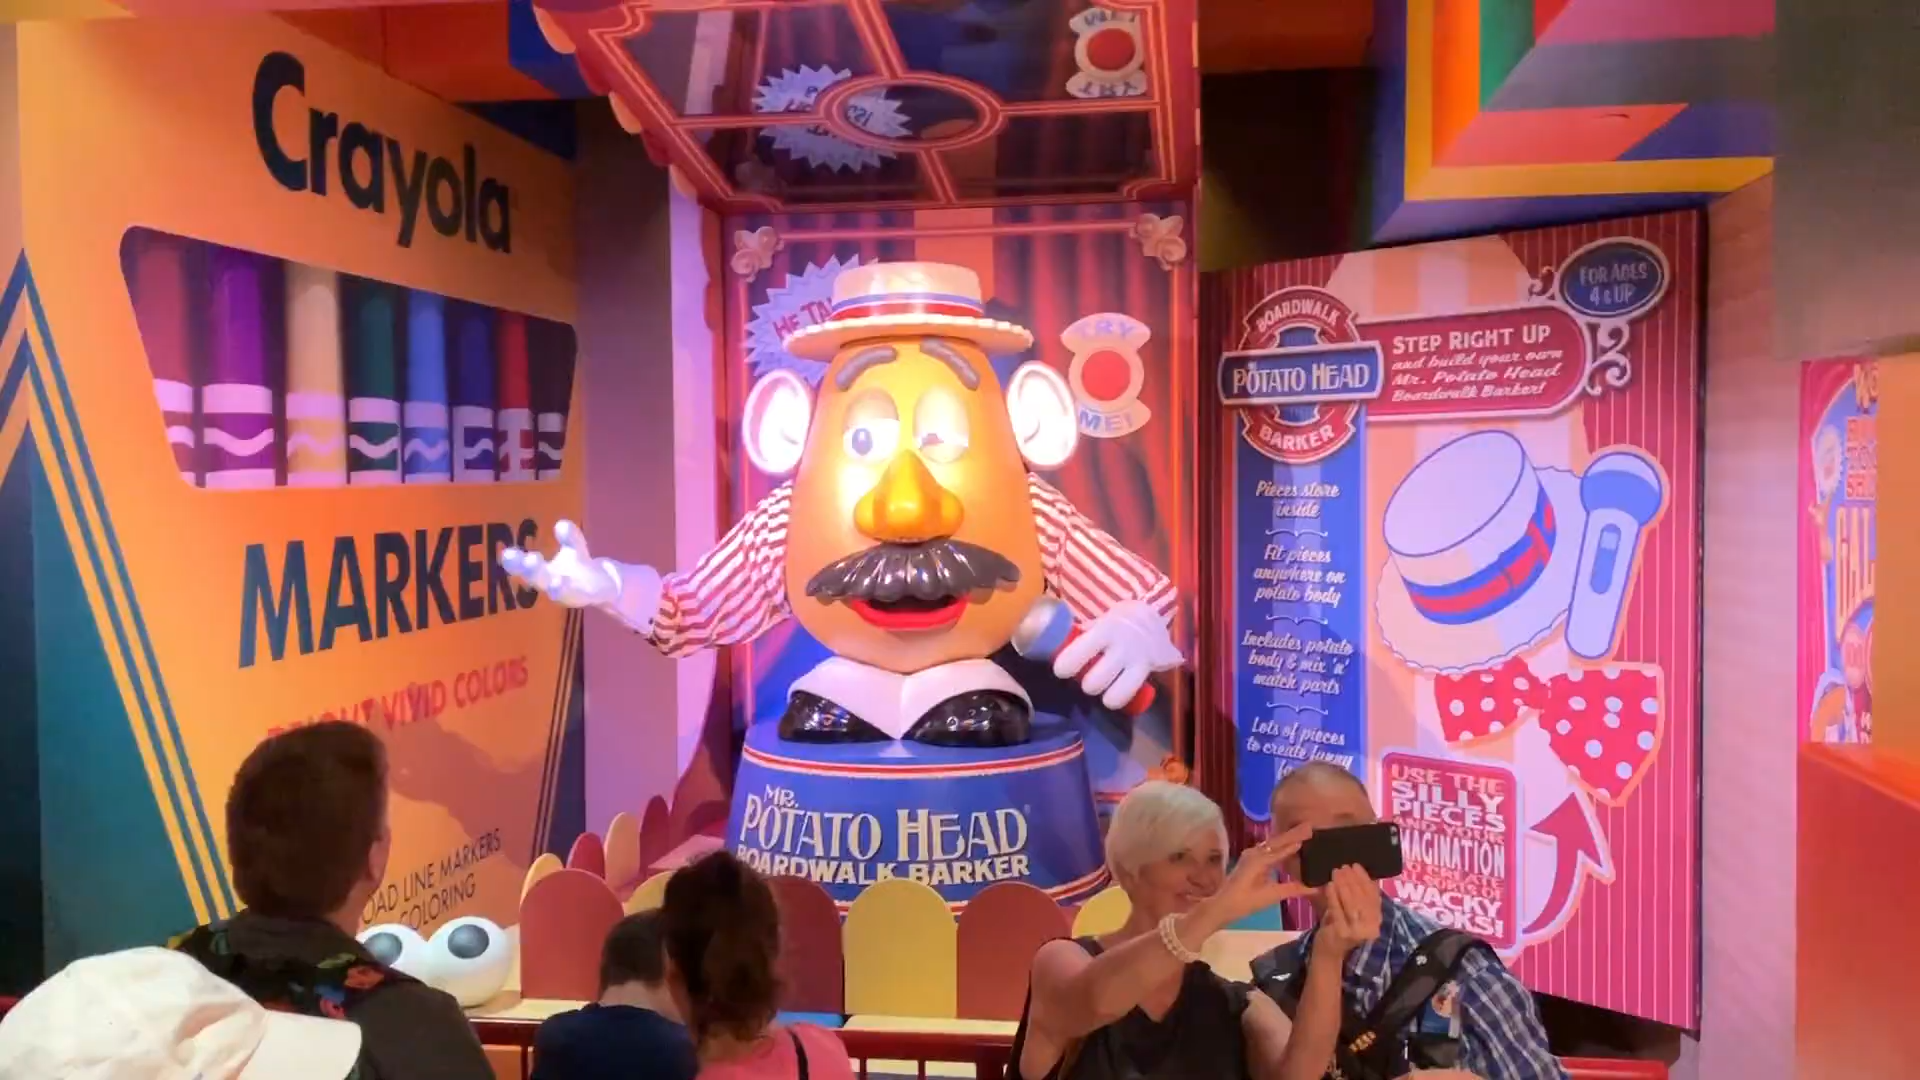 Crayola
MARKERS
VIVID COLORS
LINE MARKERS
COLORING
HE
TRY
ME!
MR.
POTATO HEAD
BOARDWALK BARKER
BOARDWALK
POTATO HEAD
BARKER
STEP RIGHT UP
and build your own
Mr. Potato Head
Boardwalk Barker!
FOR AGES
4 & UP
Pieces store
inside
Fit pieces
anywhere on
potato body
Includes potato
body & mix 'n'
match parts
Lots of pieces
to create funny
USE THE
SILLY
PIECES
AND YOUR
IMAGINATION
WACKY